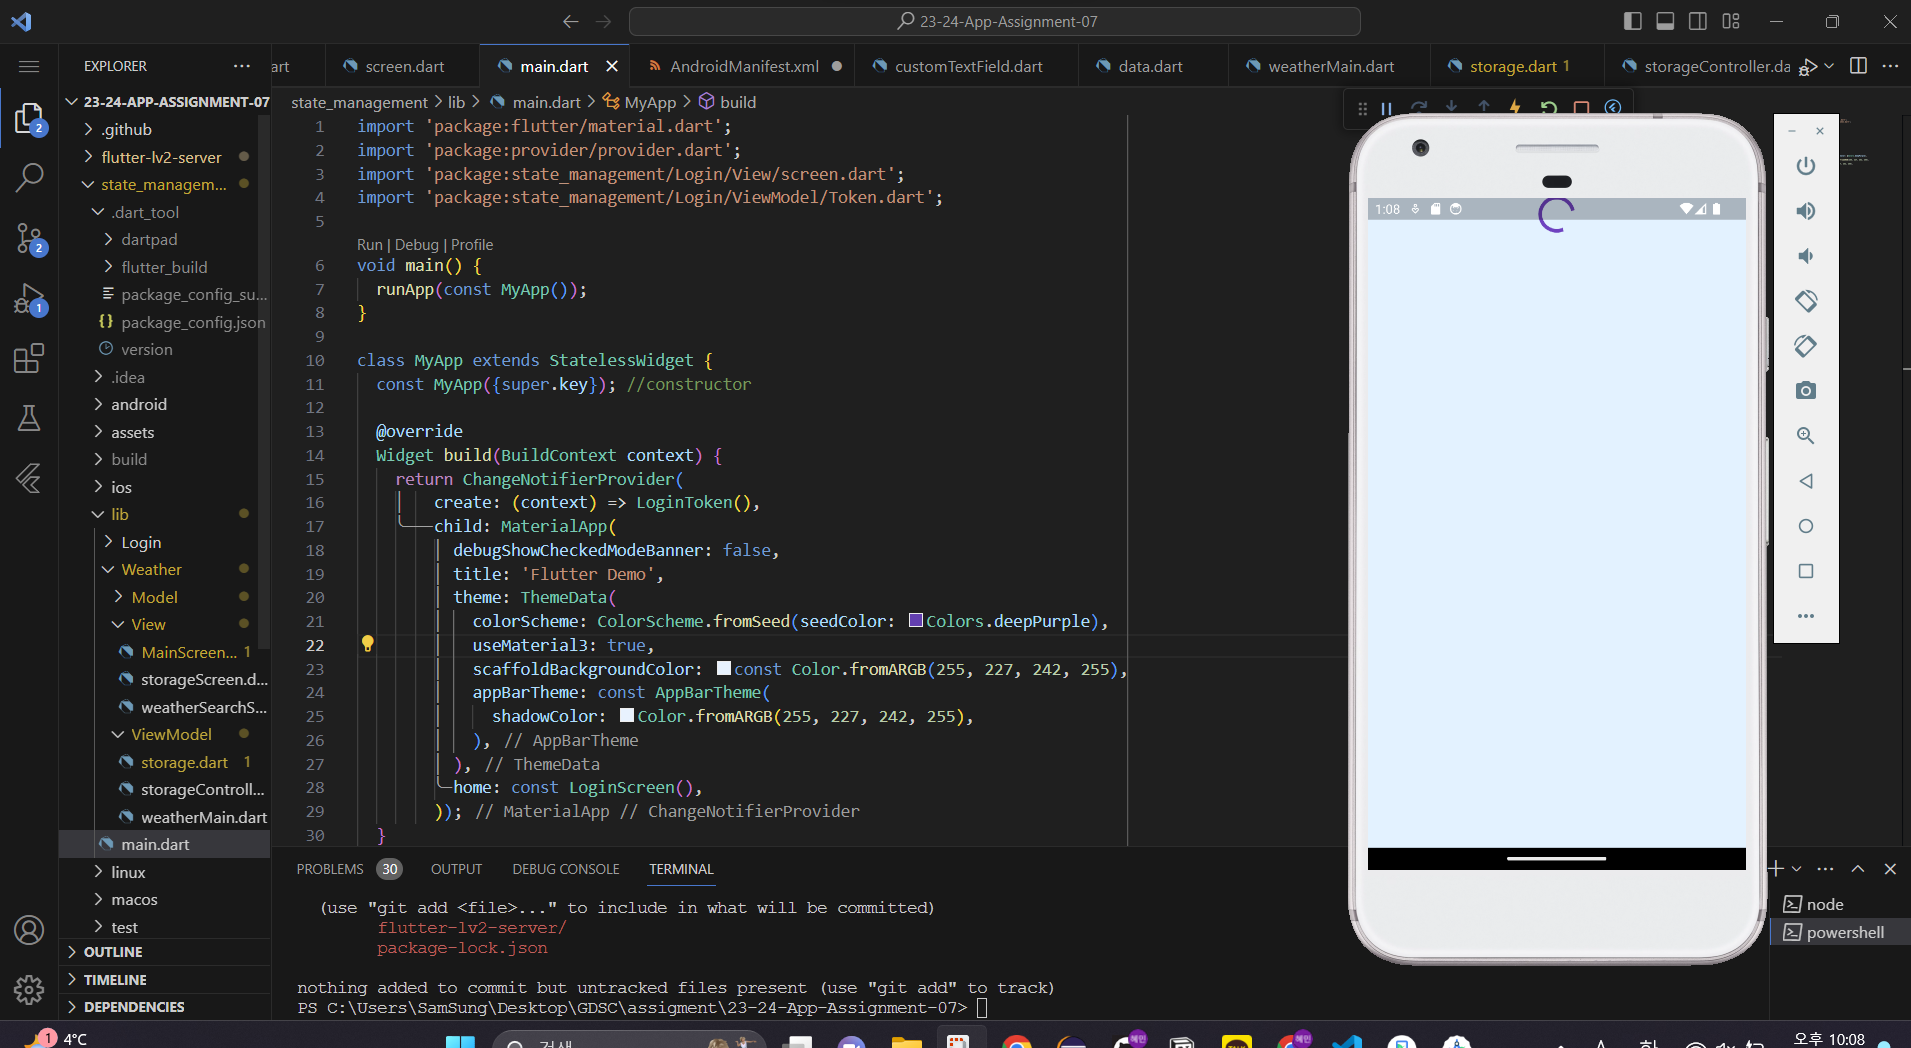 23-24-App-Assignment-07
EXPLORER
art
screen.dart
main.dart
AndroidManifest.xml
customTextField.dart
data.dart
weatherMain.dart
storage.dart 1
storageController.da
state_management > lib > main.dart > MyApp > build
23-24-APP-ASSIGNMENT-07
.github
flutter-lv2-server
state_managem...
.dart_tool
dartpad
flutter_build
package_config_su...
package_config.json
version
.idea
android
assets
build
ios
lib
Login
Weather
Model
View
MainScreen... 1
storageScreen.d...
weatherSearchS...
ViewModel
storage.dart 1
storageControll...
weatherMain.dart
main.dart
linux
macos
test
OUTLINE
TIMELINE
DEPENDENCIES
2
2
1
1 import 'package:flutter/material.dart';
2 import 'package:provider/provider.dart';
3 import 'package:state_management/Login/View/screen.dart';
4 import 'package:state_management/Login/ViewModel/Token.dart';
5
Run | Debug | Profile
6 void main() {
7 runApp(const MyApp());
8 }
9
10 class MyApp extends StatelessWidget {
11 const MyApp({super.key}); //constructor
12
13 @override
14 Widget build(BuildContext context) {
15 return ChangeNotifierProvider(
16 create: (context) => LoginToken(),
17 child: MaterialApp(
18 debugShowCheckedModeBanner: false,
19 title: 'Flutter Demo',
20 theme: ThemeData(
21 colorScheme: ColorScheme.fromSeed(seedColor: Colors.deepPurple),
22 useMaterial3: true,
23 scaffoldBackgroundColor: const Color.fromARGB(255, 227, 242, 255),
24 appBarTheme: const AppBarTheme(
25 shadowColor: Color.fromARGB(255, 227, 242, 255),
26 ), // AppBarTheme
27 ), // ThemeData
28 home: const LoginScreen(),
29 )); // MaterialApp // ChangeNotifierProvider
30 }
1:08
PROBLEMS 30 OUTPUT DEBUG CONSOLE TERMINAL
(use "git add <file>..." to include in what will be committed)
flutter-lv2-server/
package-lock.json
nothing added to commit but untracked files present (use "git add" to track)
PS C:\Users\SamSung\Desktop\GDSC\assigment\23-24-App-Assignment-07>
node
powershell
1
4°C
검색
혜민
혜민
한
오후 10:08